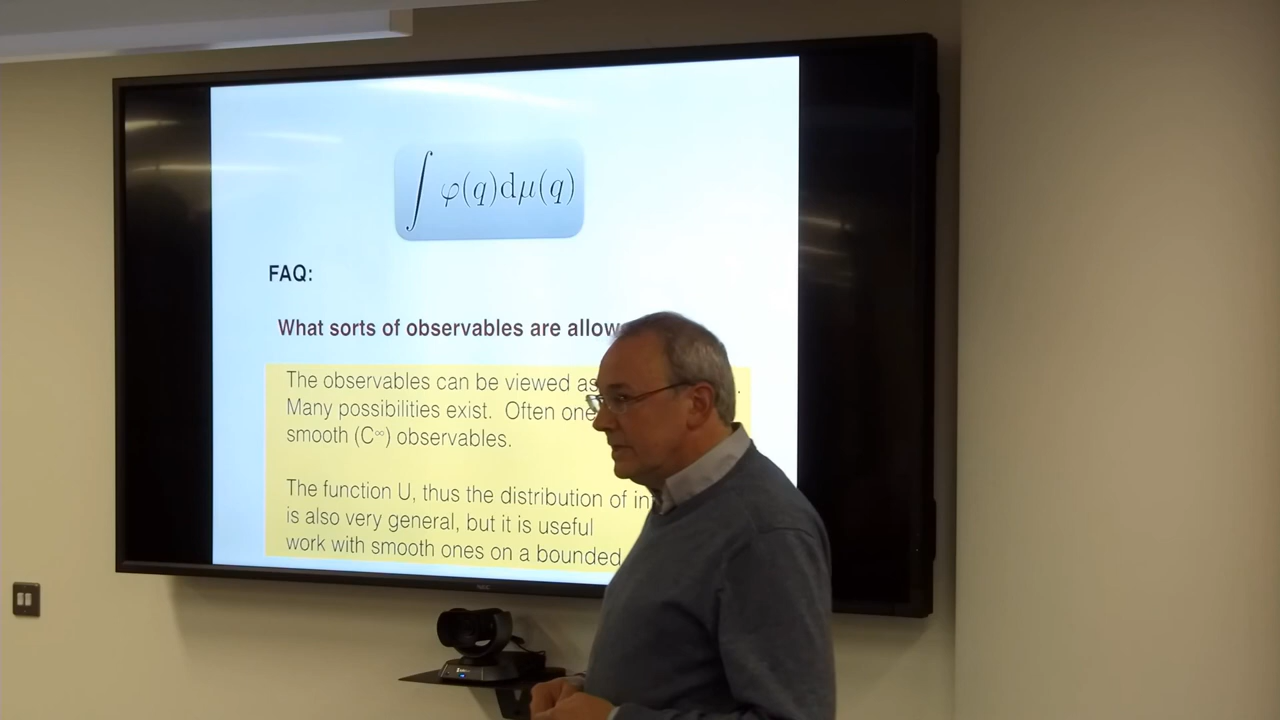 ∫ φ(q)dμ(q)
FAQ:
What sorts of observables are allow
The observables can be viewed as
Many possibilities exist. Often one
smooth (C∞) observables.
The function U, thus the distribution of in
is also very general, but it is useful
work with smooth ones on a bounded